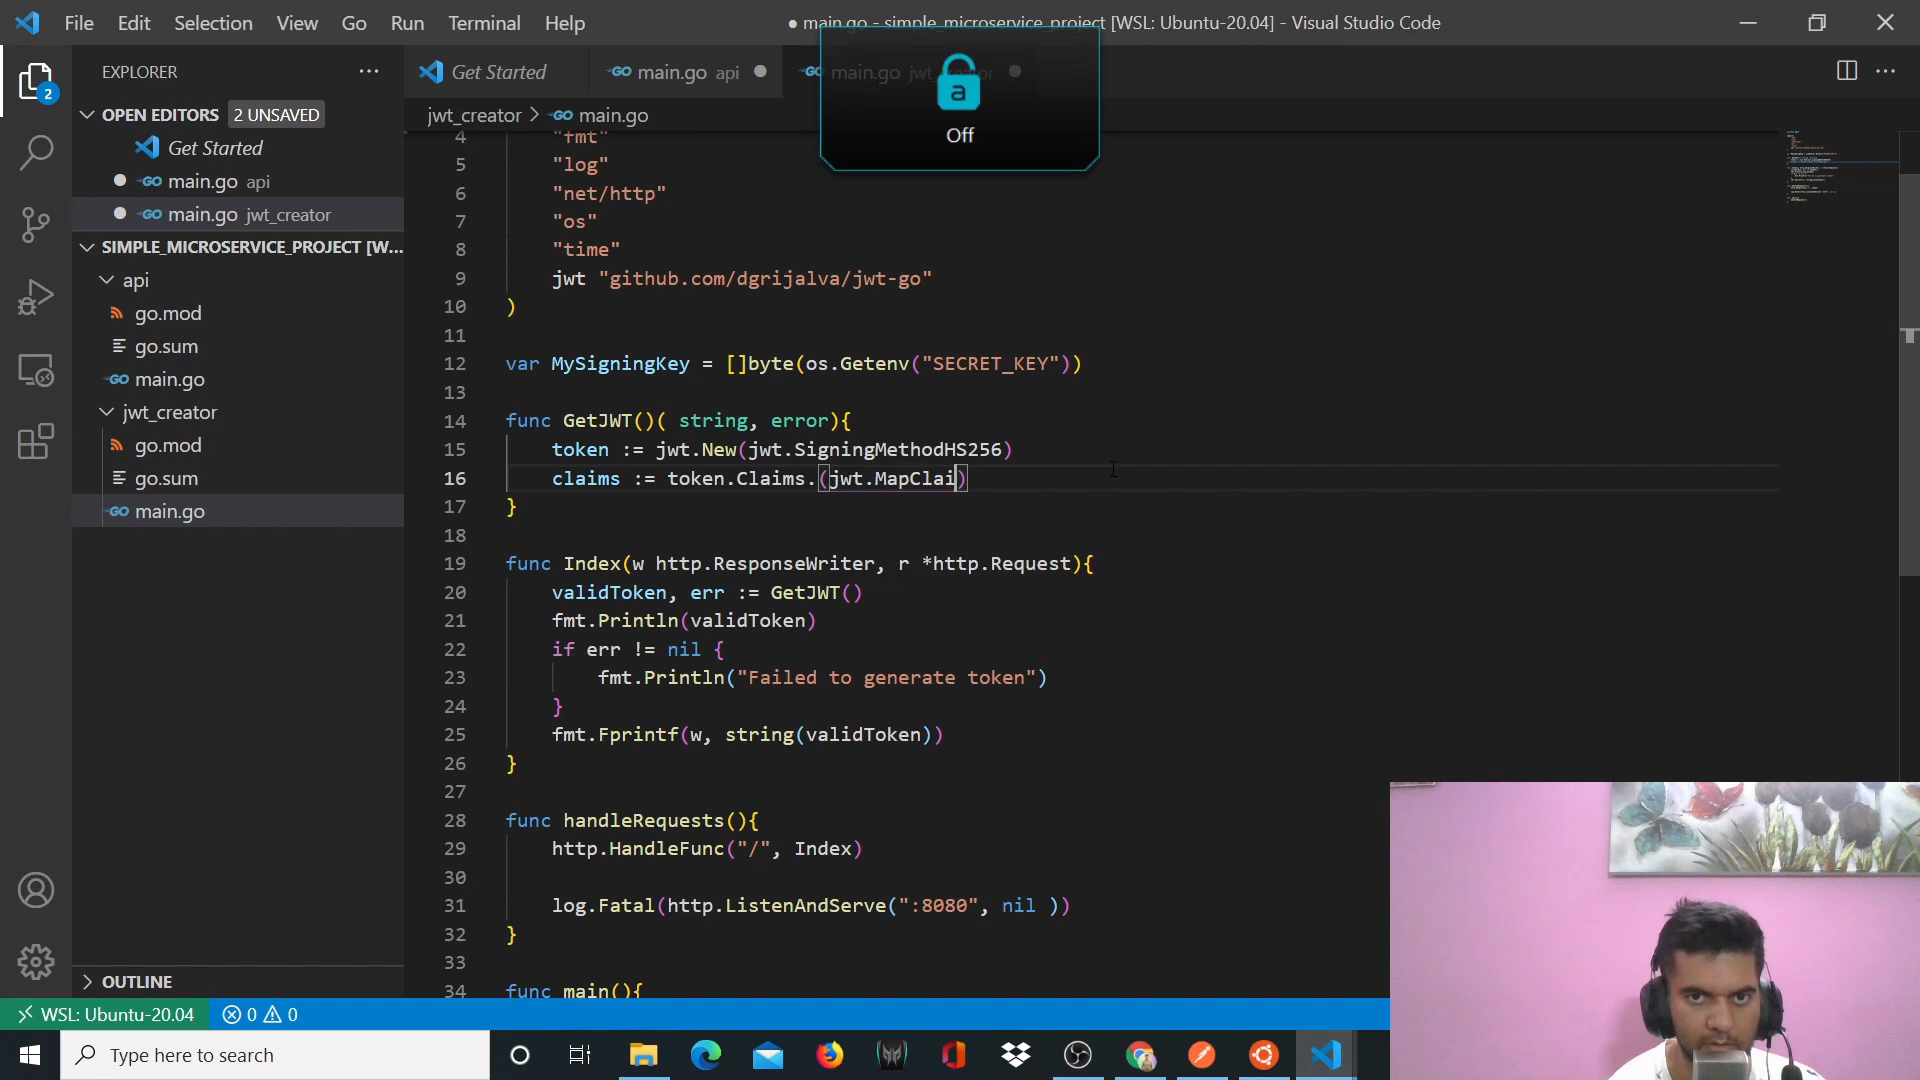 File Edit Selection View Go Run Terminal Help
● main.go - simple_microservice_project [WSL: Ubuntu-20.04] - Visual Studio Code
a
Off
EXPLORER
2
OPEN EDITORS 2 UNSAVED
Get Started
main.go api
main.go jwt_creator
SIMPLE_MICROSERVICE_PROJECT [W...
api
go.mod
go.sum
main.go
jwt_creator
go.mod
go.sum
main.go
OUTLINE
Get Started
main.go api
main.go
jwt_creator > main.go
4 "fmt"
5 "log"
6 "net/http"
7 "os"
8 "time"
9 jwt "github.com/dgrijalva/jwt-go"
10 )
11
12 var MySigningKey = []byte(os.Getenv("SECRET_KEY"))
13
14 func GetJWT()( string, error){
15 token := jwt.New(jwt.SigningMethodHS256)
16 claims := token.Claims.(jwt.MapClai)
17 }
18
19 func Index(w http.ResponseWriter, r *http.Request){
20 validToken, err := GetJWT()
21 fmt.Println(validToken)
22 if err != nil {
23 fmt.Println("Failed to generate token")
24 }
25 fmt.Fprintf(w, string(validToken))
26 }
27
28 func handleRequests(){
29 http.HandleFunc("/", Index)
30
31 log.Fatal(http.ListenAndServe(":8080", nil ))
32 }
33
34 func main(){
WSL: Ubuntu-20.04 0 0
Type here to search